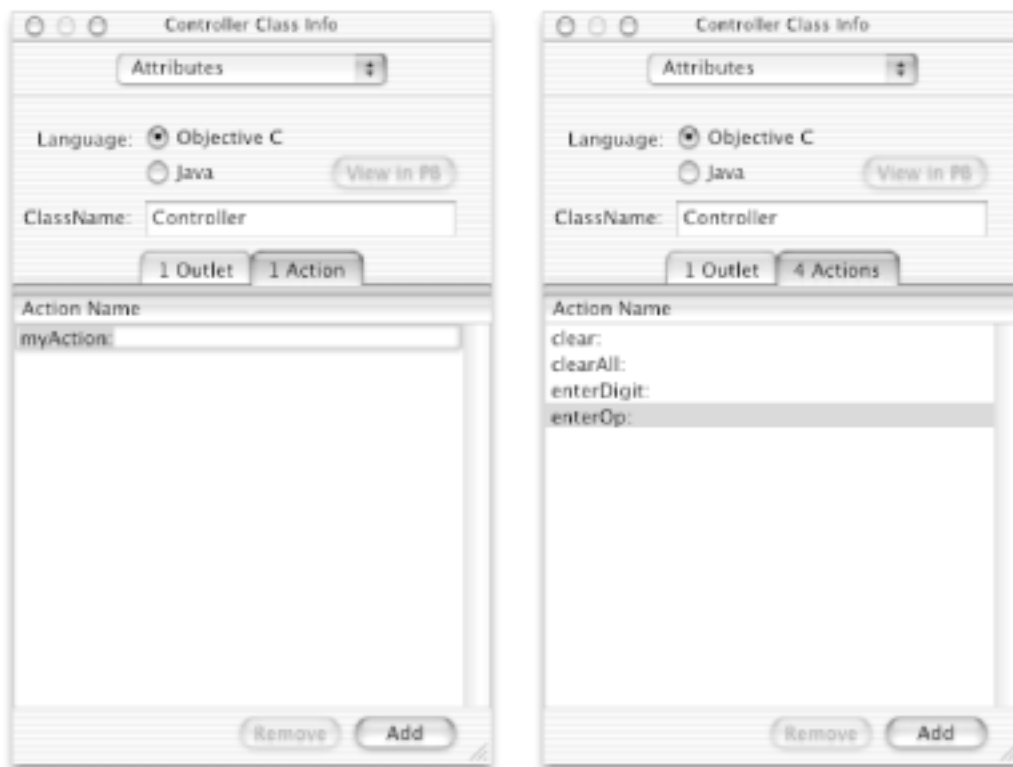 Controller Class Info
Attributes
Language: Objective C
Java View in PB
ClassName: Controller
1 Outlet 1 Action
Action Name
myAction:
Remove Add
Controller Class Info
Attributes
Language: Objective C
Java View in PB
ClassName: Controller
1 Outlet 4 Actions
Action Name
clear:
clearAll:
enterDigit:
enterOp:
Remove Add